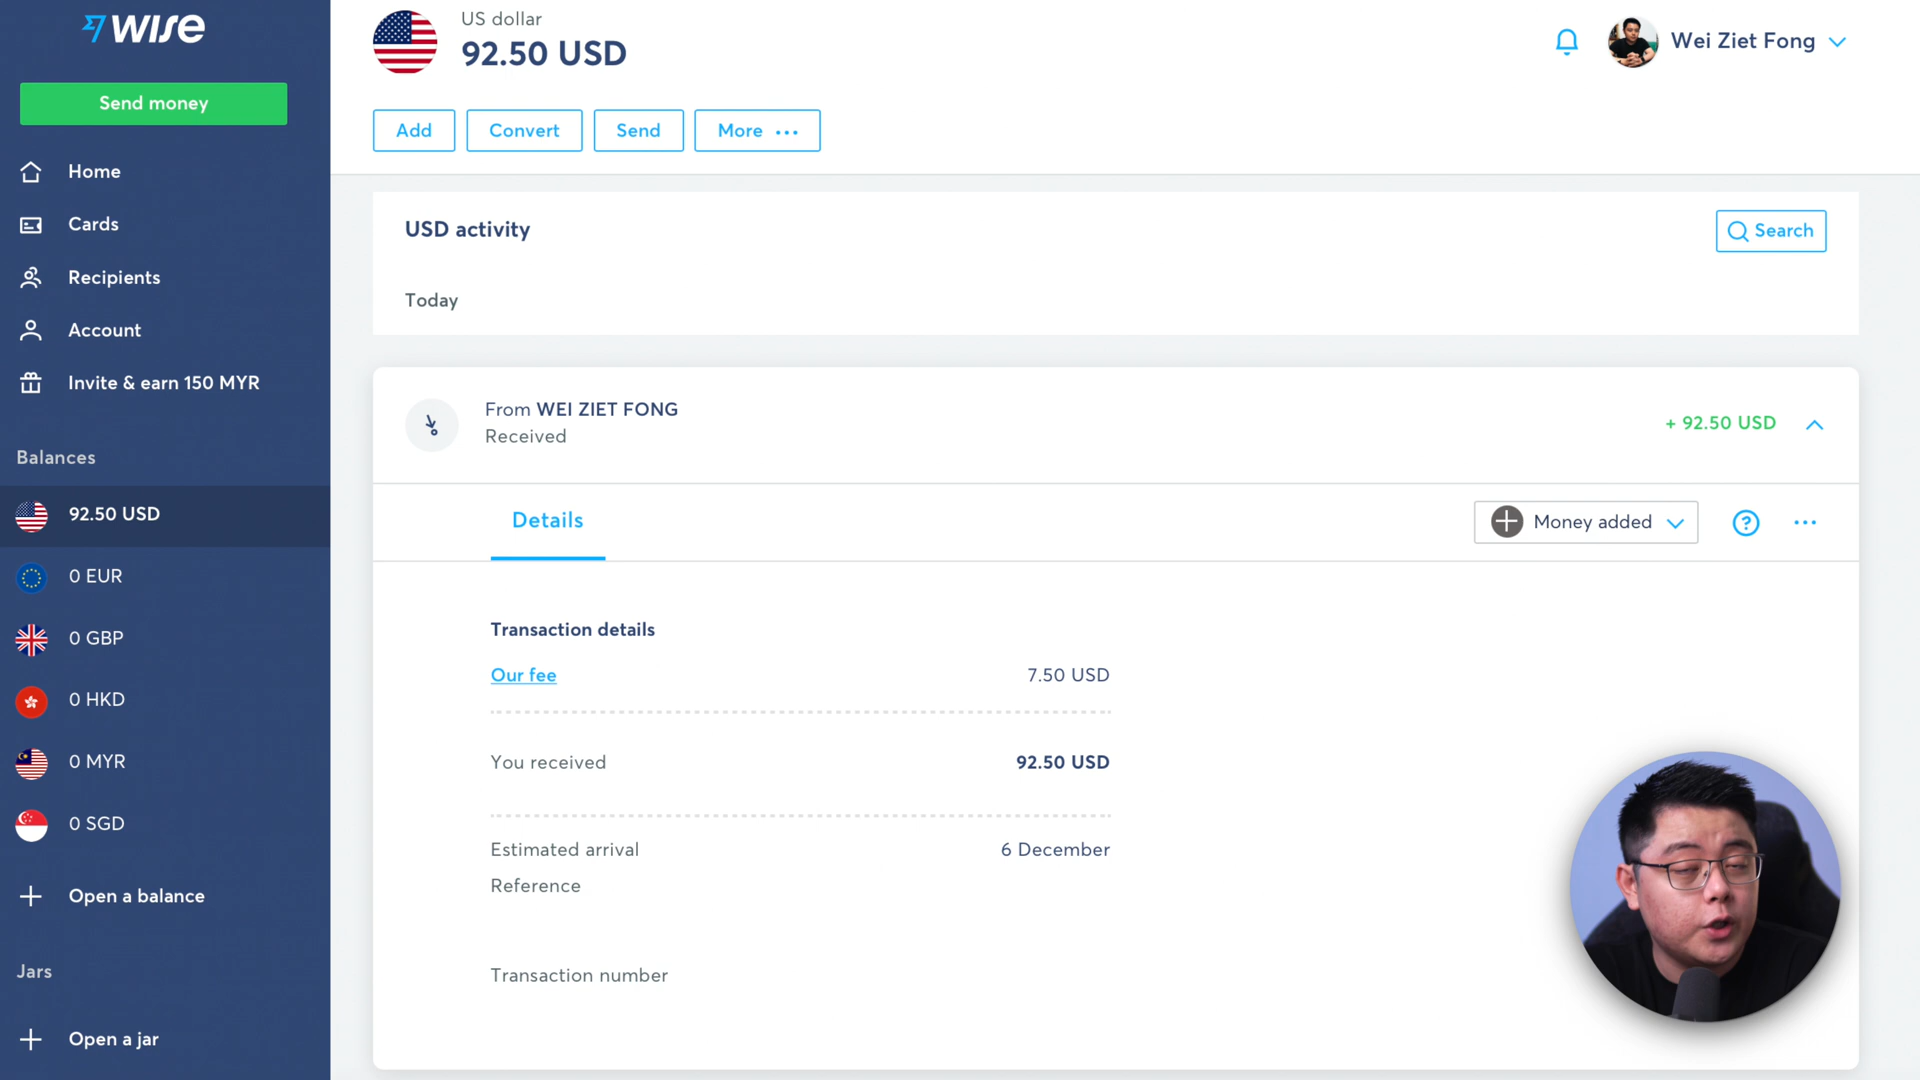 WISE
Send money
Home
Cards
Recipients
Account
Invite & earn 150 MYR
Balances
92.50 USD
0 EUR
0 GBP
0 HKD
0 MYR
0 SGD
Open a balance
Jars
Open a jar
US dollar
92.50 USD
Wei Ziet Fong
Add
Convert
Send
More
USD activity
Search
Today
From WEI ZIET FONG
Received
+ 92.50 USD
Details
Money added
Transaction details
Our fee 7.50 USD
You received 92.50 USD
Estimated arrival 6 December
Reference
Transaction number